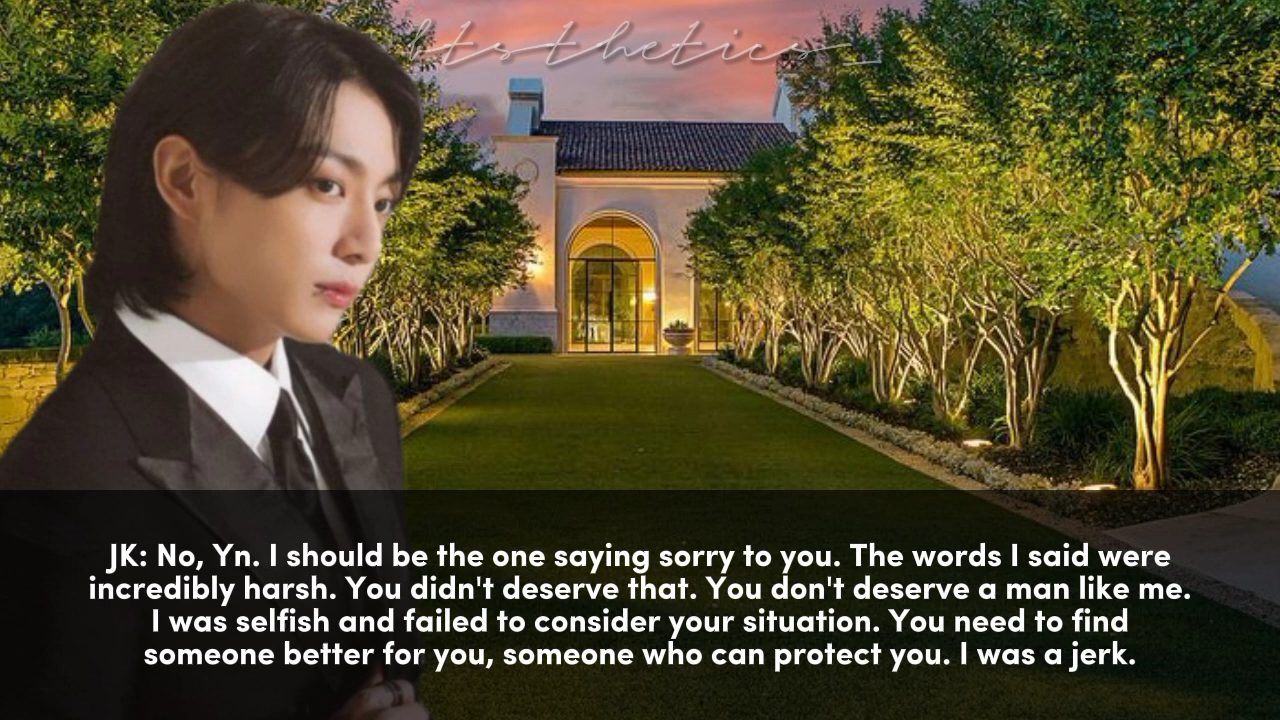 btsthetics_
JK: No, Yn. I should be the one saying sorry to you. The words I said were
incredibly harsh. You didn't deserve that. You don't deserve a man like me.
I was selfish and failed to consider your situation. You need to find
someone better for you, someone who can protect you. I was a jerk.